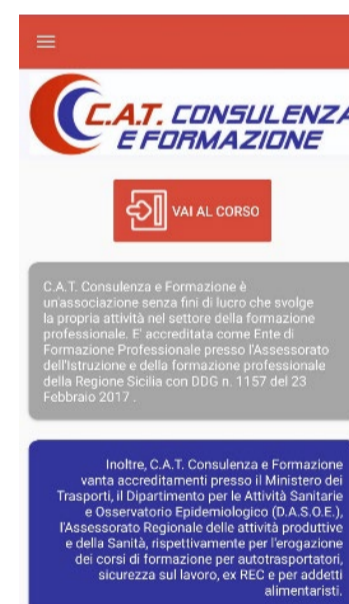 C.A.T. CONSULENZA
E FORMAZIONE
VAI AL CORSO
C.A.T. Consulenza e Formazione è
un'associazione senza fini di lucro che svolge
la propria attività nel settore della formazione
professionale. E' accreditata come Ente di
Formazione Professionale presso l'Assessorato
dell'Istruzione e della formazione professionale
della Regione Sicilia con DDG n. 1157 del 23
Febbraio 2017 .
Inoltre, C.A.T. Consulenza e Formazione
vanta accreditamenti presso il Ministero dei
Trasporti, il Dipartimento per le Attività Sanitarie
e Osservatorio Epidemiologico (D.A.S.O.E.),
l'Assessorato Regionale delle attività produttive
e della Sanità, rispettivamente per l'erogazione
dei corsi di formazione per autotrasportatori,
sicurezza sul lavoro, ex REC e per addetti
alimentaristi.